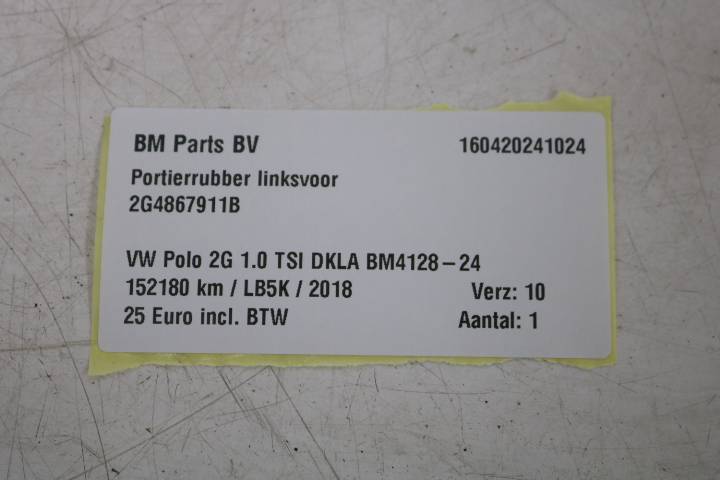 BM Parts BV 160420241024
Portierrubber linksvoor
2G4867911B
VW Polo 2G 1.0 TSI DKLA BM4128-24
152180 km / LB5K / 2018 Verz: 10
25 Euro incl. BTW Aantal: 1